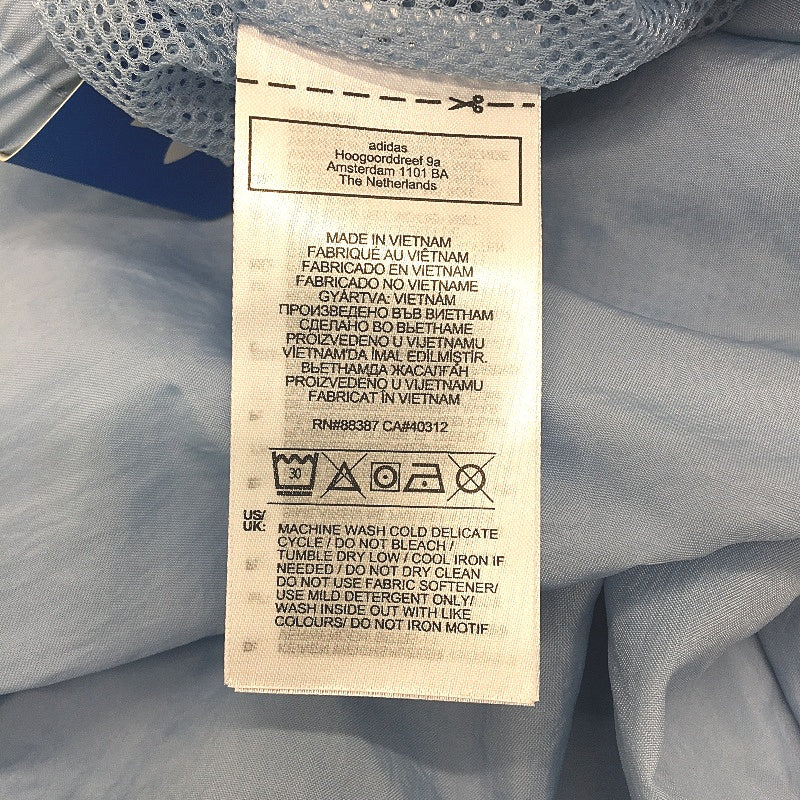 adidas
Hoogoorddreef 9a
Amsterdam 1101 BA
The Netherlands
MADE IN VIETNAM
FABRIQUÉ AU VIÊTNAM
FABRICADO EN VIETNAM
FABRICADO NO VIETNAME
GYÁRTVA: VIETNÁM
ПРОИЗВЕДЕНО ВЪВ ВИЕТНАМ
СДЕЛАНО ВО ВЬЕТНАМЕ
PROIZVEDENO U VIJETNAMU
VİETNAM'DA İMAL EDİLMİŞTİR.
ВЬЕТНАМДА ЖАСАЛҒАН
PROIZVEDENO U VIJETNAMU
FABRICAT ÎN VIETNAM
RN#88387 CA#40312
30
US/
UK:
MACHINE WASH COLD DELICATE
CYCLE / DO NOT BLEACH /
TUMBLE DRY LOW / COOL IRON IF
NEEDED / DO NOT DRY CLEAN
DO NOT USE FABRIC SOFTENER/
USE MILD DETERGENT ONLY/
WASH INSIDE OUT WITH LIKE
COLOURS/ DO NOT IRON MOTIF